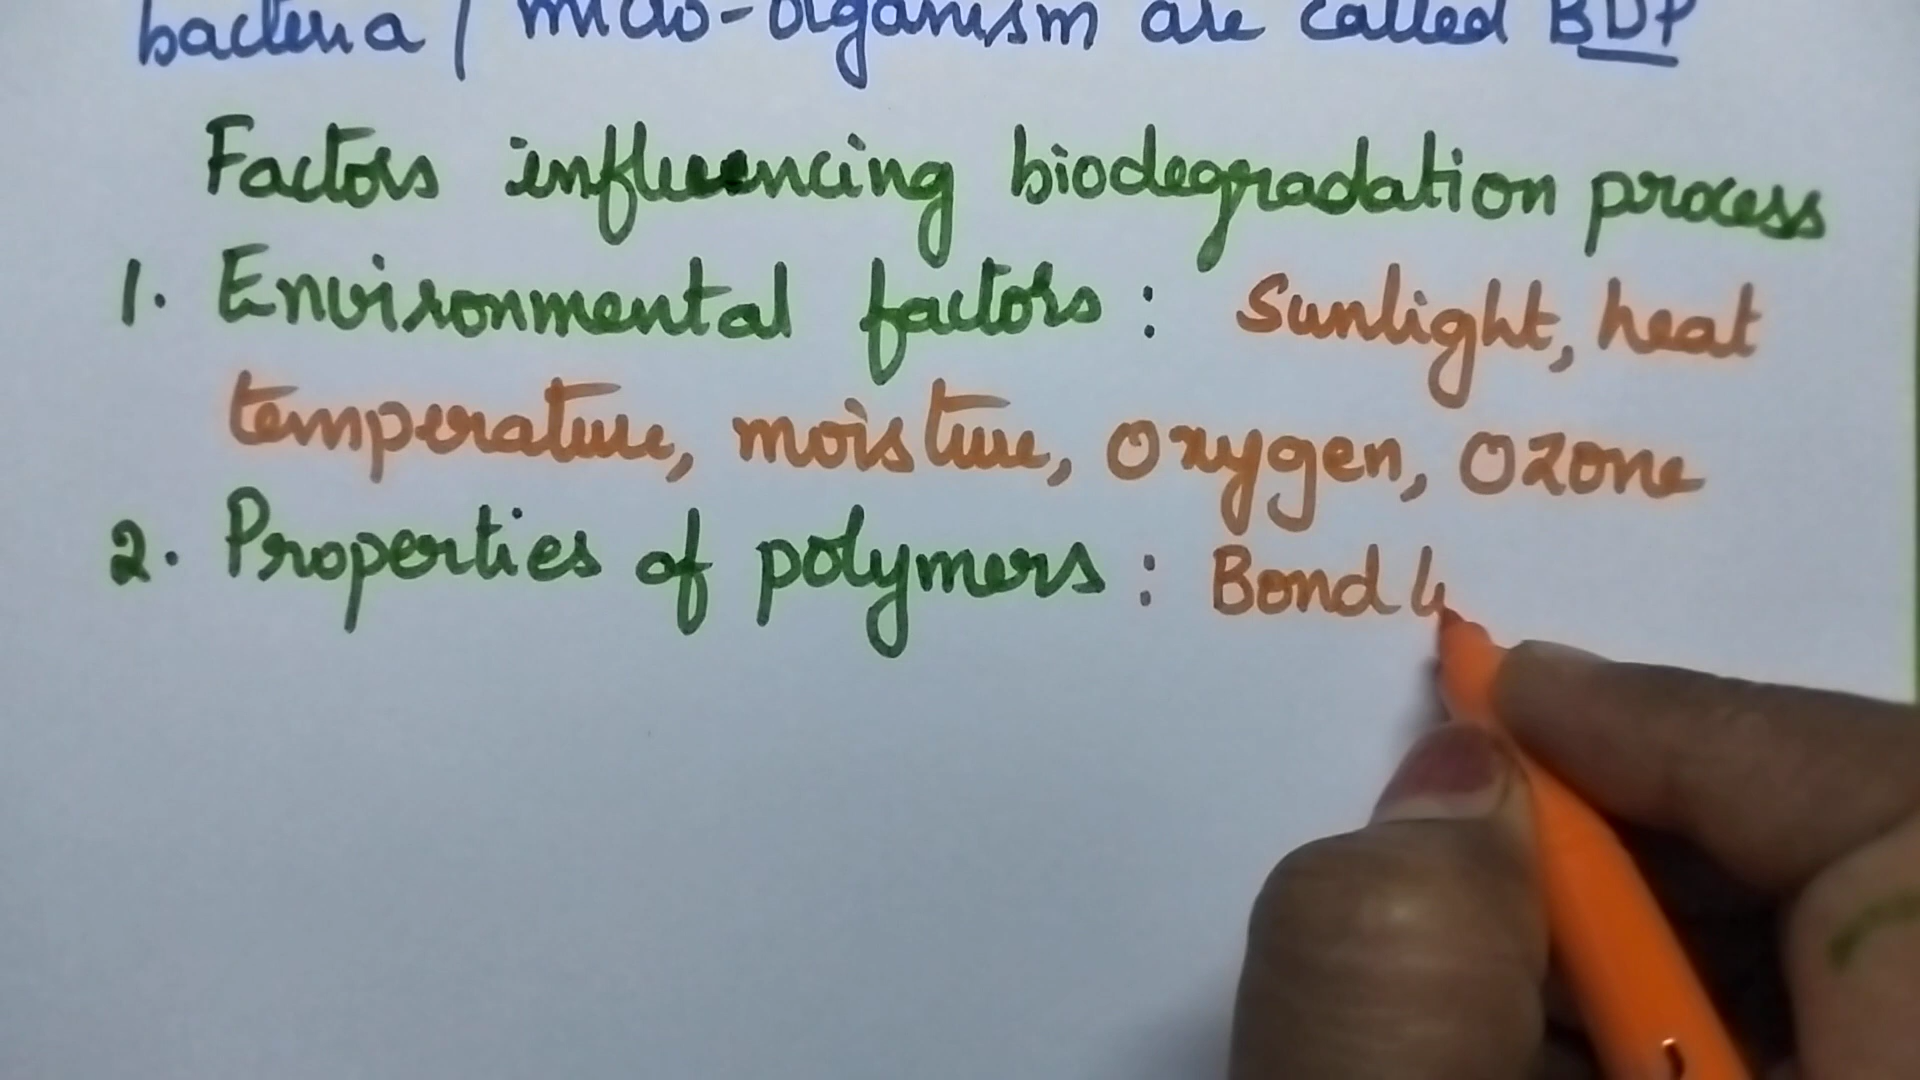 bacteria / micro-organism are called BDP
Factors influencing biodegradation process
1. Environmental factors : Sunlight, heat
temperature, moisture, Oxygen, Ozone
2. Properties of polymers : Bond